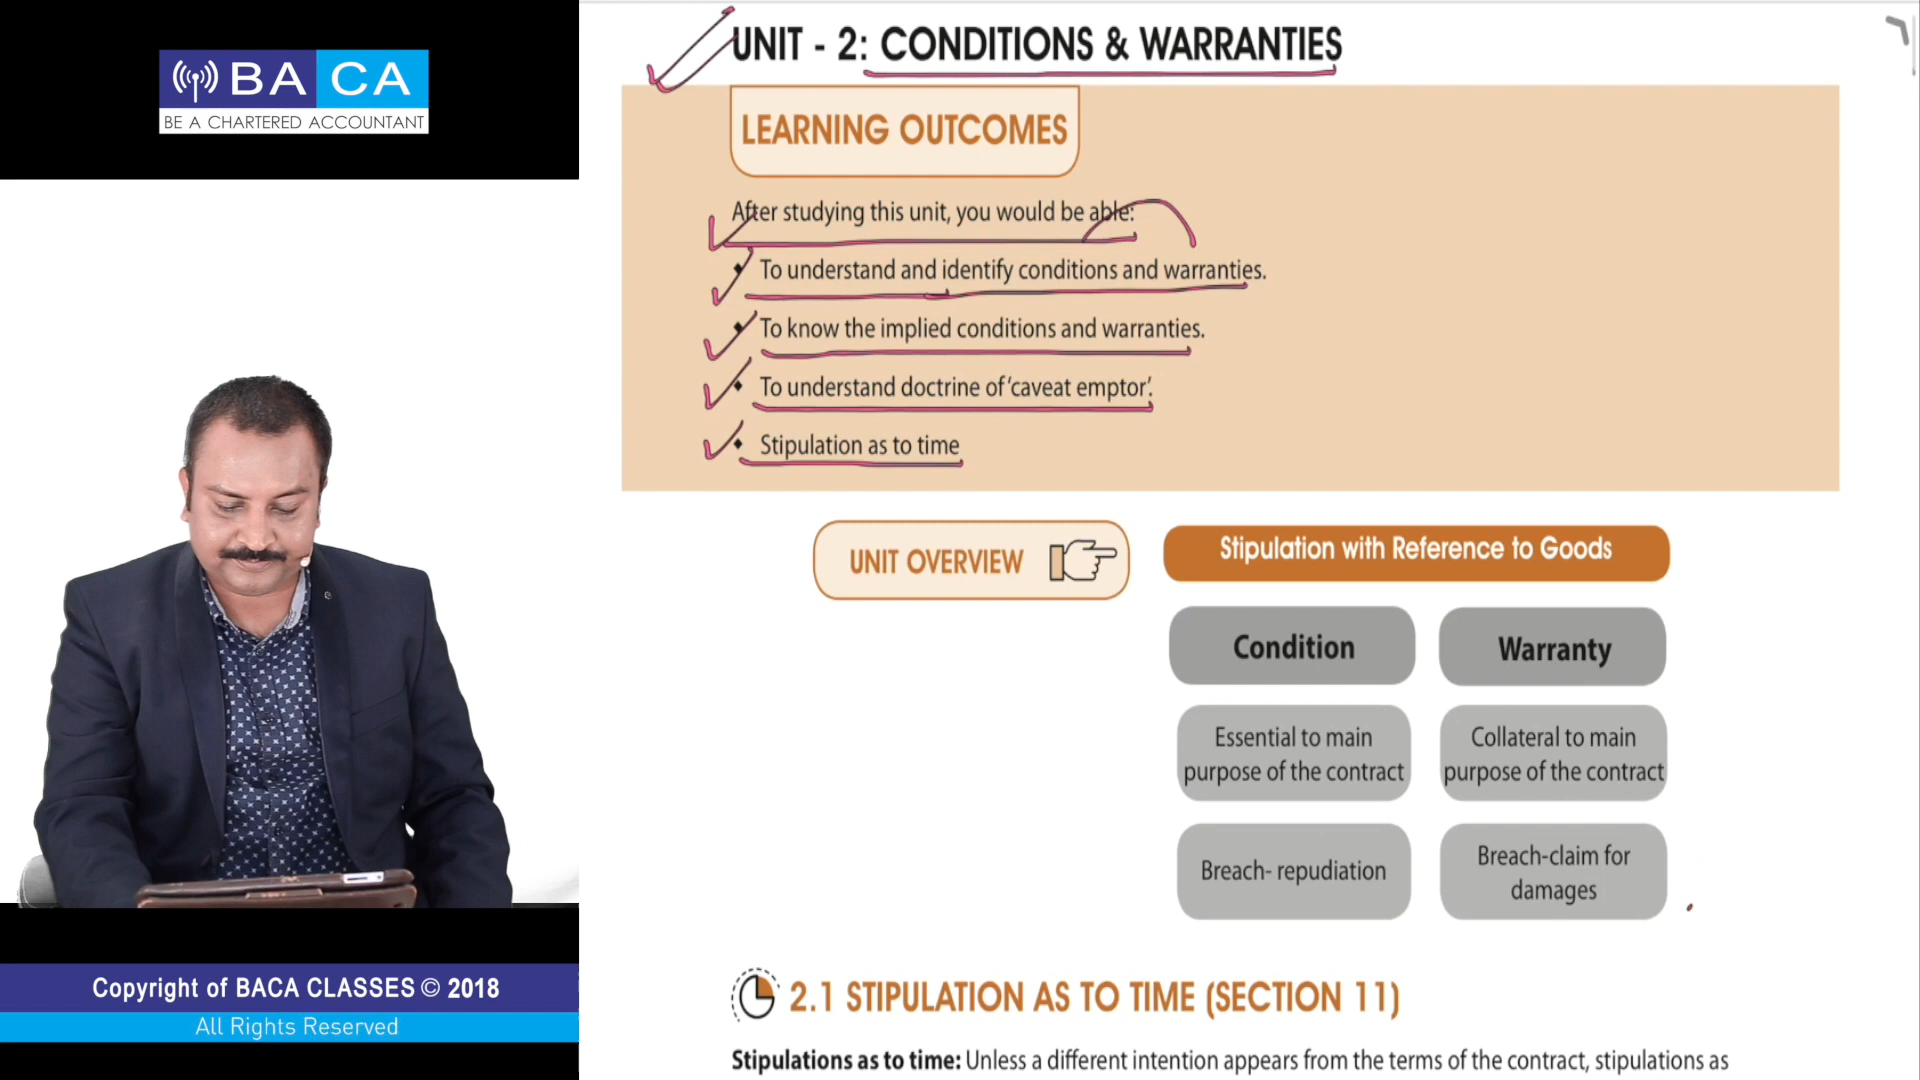 BA CA
BE A CHARTERED ACCOUNTANT
Copyright of BACA CLASSES © 2018
All Rights Reserved
UNIT - 2: CONDITIONS & WARRANTIES
LEARNING OUTCOMES
After studying this unit, you would be able:
To understand and identify conditions and warranties.
To know the implied conditions and warranties.
To understand doctrine of 'caveat emptor'.
Stipulation as to time
UNIT OVERVIEW
Stipulation with Reference to Goods
Condition
Warranty
Essential to main
purpose of the contract
Collateral to main
purpose of the contract
Breach- repudiation
Breach-claim for
damages
2.1 STIPULATION AS TO TIME (SECTION 11)
Stipulations as to time: Unless a different intention appears from the terms of the contract, stipulations as